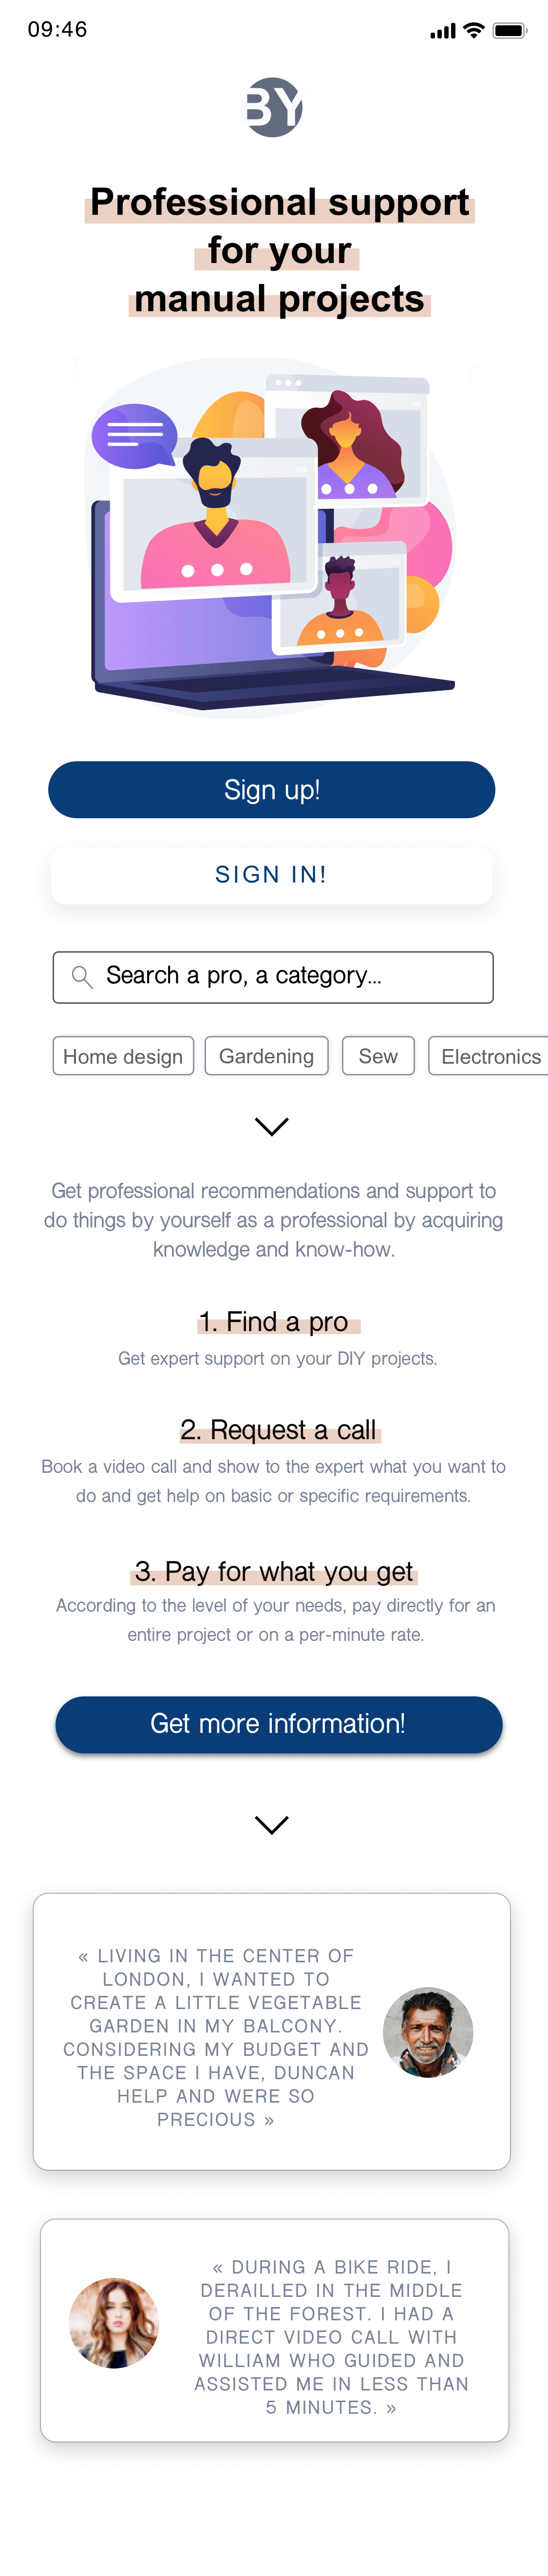 09:46
BY
Professional support
for your
manual projects
Sign up!
SIGN IN!
Search a pro, a category...
Home design Gardening Sew Electronics
Get professional recommendations and support to
do things by yourself as a professional by acquiring
knowledge and know-how.
1. Find a pro
Get expert support on your DIY projects.
2. Request a call
Book a video call and show to the expert what you want to
do and get help on basic or specific requirements.
3. Pay for what you get
According to the level of your needs, pay directly for an
entire project or on a per-minute rate.
Get more information!
« LIVING IN THE CENTER OF
LONDON, I WANTED TO
CREATE A LITTLE VEGETABLE
GARDEN IN MY BALCONY.
CONSIDERING MY BUDGET AND
THE SPACE I HAVE, DUNCAN
HELP AND WERE SO
PRECIOUS »
« DURING A BIKE RIDE, I
DERAILLED IN THE MIDDLE
OF THE FOREST. I HAD A
DIRECT VIDEO CALL WITH
WILLIAM WHO GUIDED AND
ASSISTED ME IN LESS THAN
5 MINUTES. »